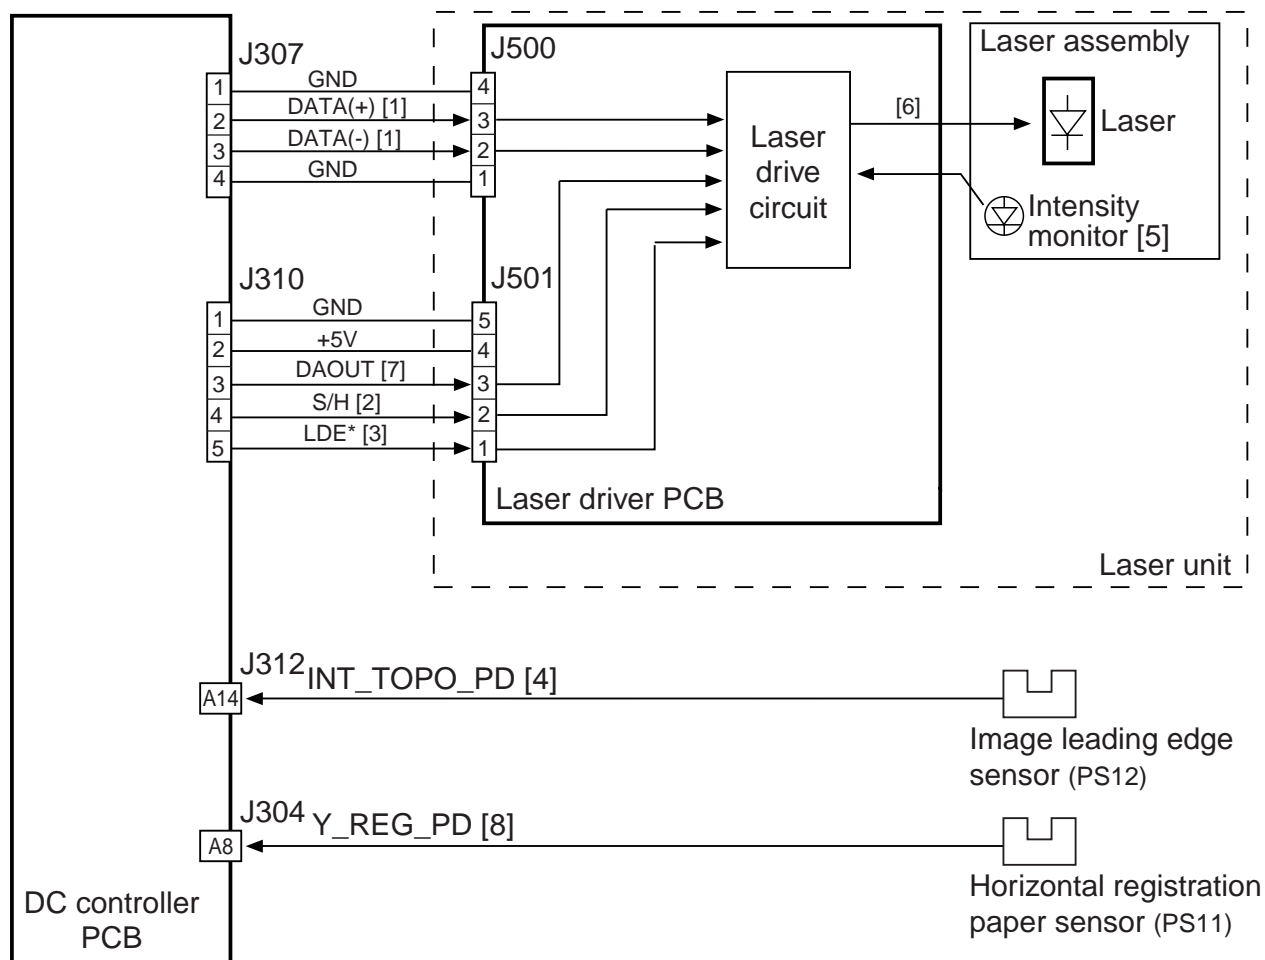 J307
1
2
3
4
GND
DATA(+) [1]
DATA(-) [1]
GND
J500
4
3
2
1
Laser
drive
circuit
[6]
Laser assembly
Laser
Intensity
monitor [5]
J310
1
2
3
4
5
GND
+5V
DAOUT [7]
S/H [2]
LDE* [3]
J501
5
4
3
2
1
Laser driver PCB
Laser unit
J312
A14
INT_TOPO_PD [4]
Image leading edge
sensor (PS12)
J304
A8
Y_REG_PD [8]
Horizontal registration
paper sensor (PS11)
DC controller
PCB